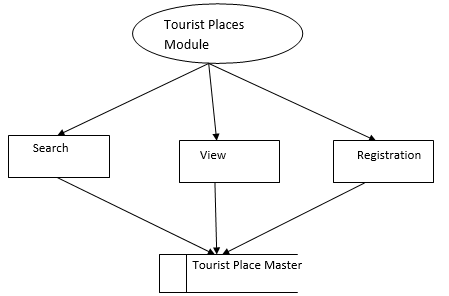 Tourist Places
Module
Search
View
Registration
Tourist Place Master